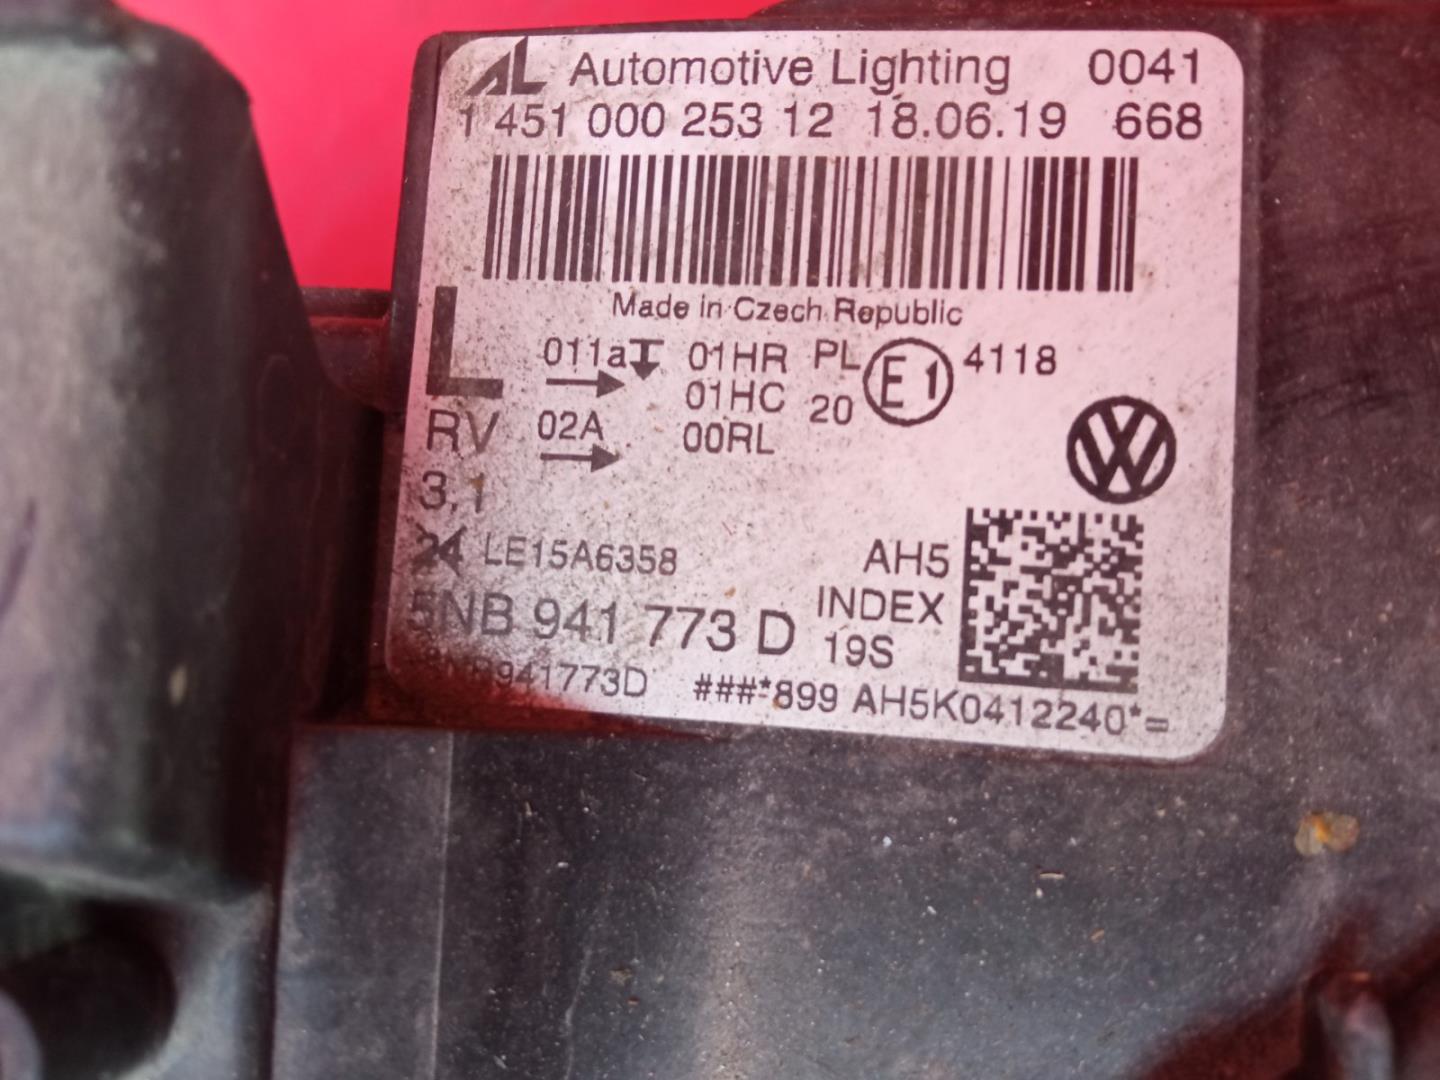 AL Automotive Lighting 0041
1 451 000 253 12 18.06.19 668
Made in Czech Republic
L 011a 01HR PL E1 4118
01HC 20
RV 02A 00RL
3,1
24 LE15A6358 AH5
5NB 941 773 D INDEX
19S
5NB941773D ###*899 AH5K0412240*=